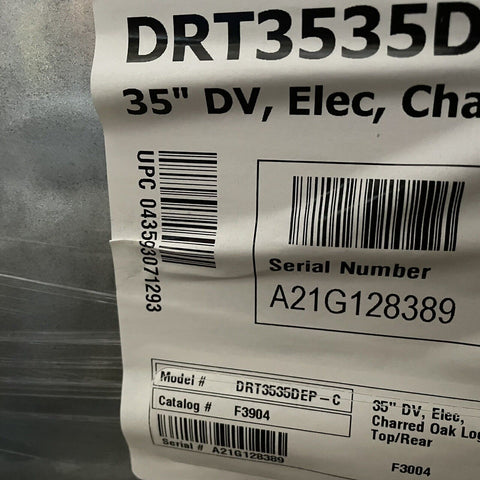 DRT3535D
35" DV, Elec, Cha
UPC 043593071293
Serial Number
A21G128389
Model # DRT3535DEP-C
Catalog # F3904
Serial # A21G128389
35" DV, Elec,
Charred Oak Log
Top/Rear
F3004